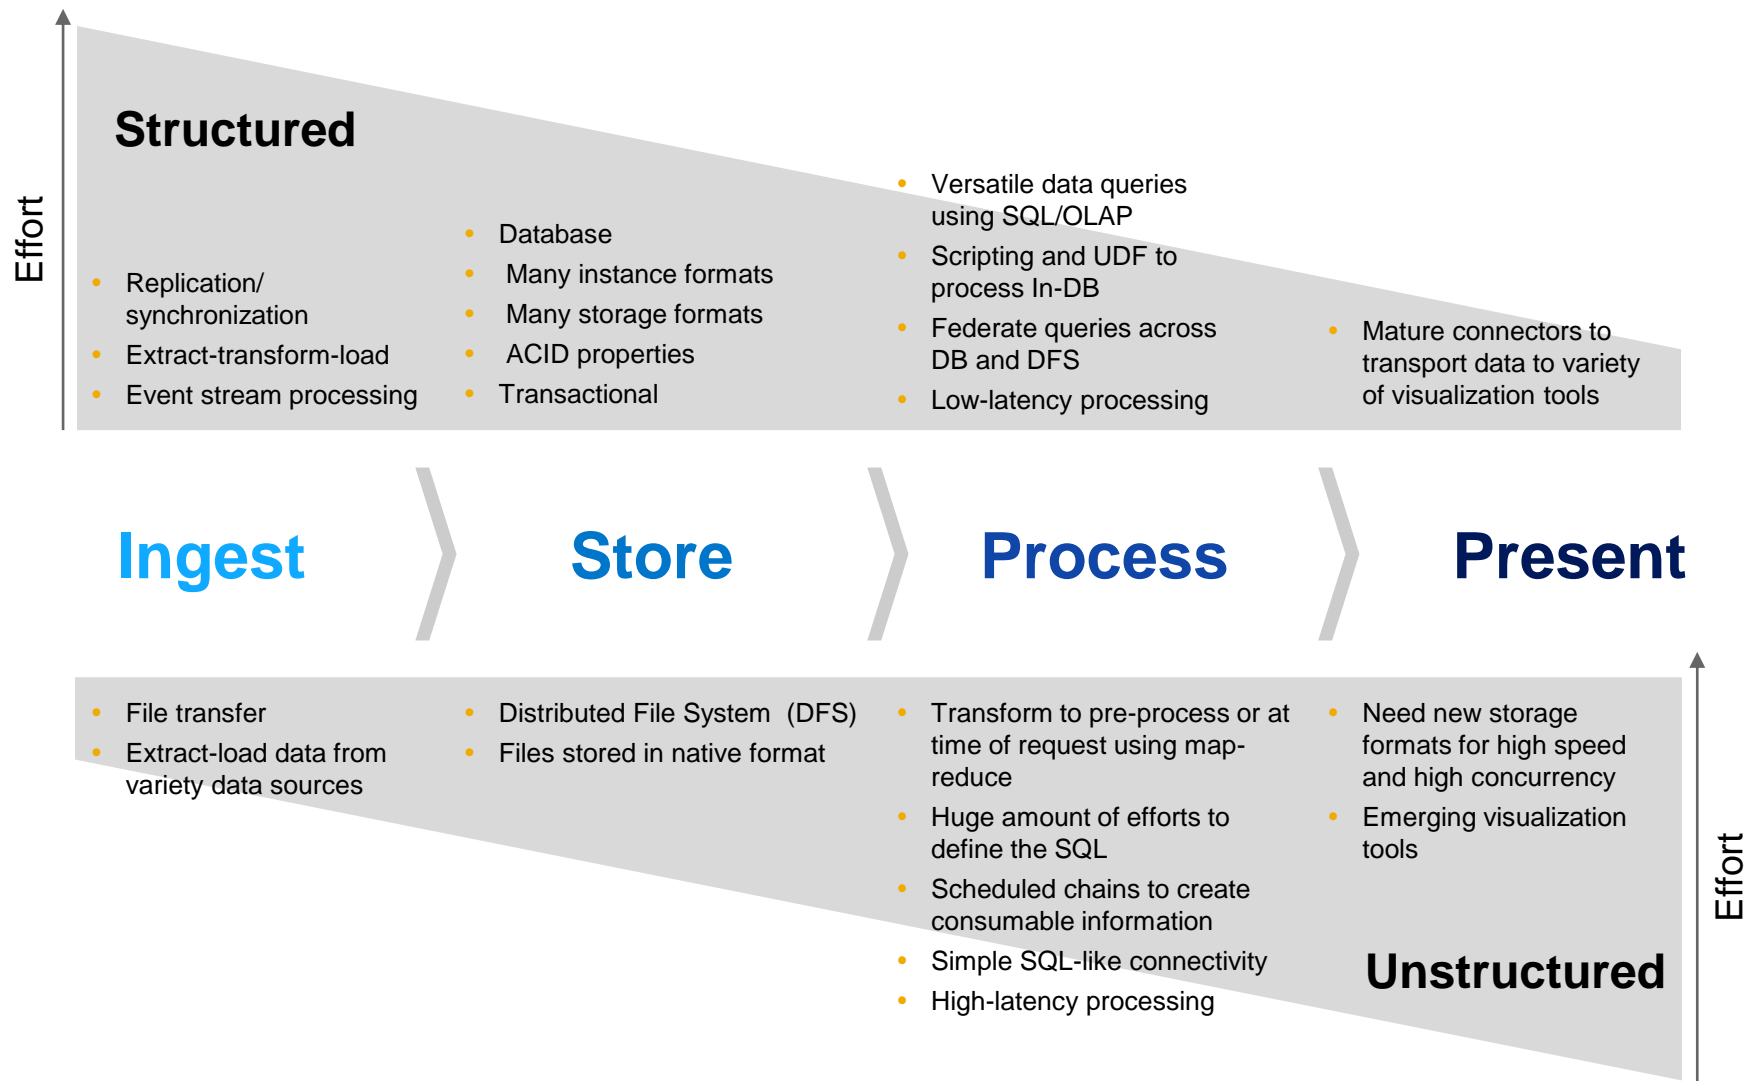 Effort
Structured
• Replication/
synchronization
• Extract-transform-load
• Event stream processing
• Database
• Many instance formats
• Many storage formats
• ACID properties
• Transactional
• Versatile data queries
using SQL/OLAP
• Scripting and UDF to
process In-DB
• Federate queries across
DB and DFS
• Low-latency processing
• Mature connectors to
transport data to variety
of visualization tools
Ingest
Store
Process
Present
• File transfer
• Extract-load data from
variety data sources
• Distributed File System (DFS)
• Files stored in native format
• Transform to pre-process or at
time of request using map-
reduce
• Huge amount of efforts to
define the SQL
• Scheduled chains to create
consumable information
• Simple SQL-like connectivity
• High-latency processing
• Need new storage
formats for high speed
and high concurrency
• Emerging visualization
tools
Unstructured
Effort